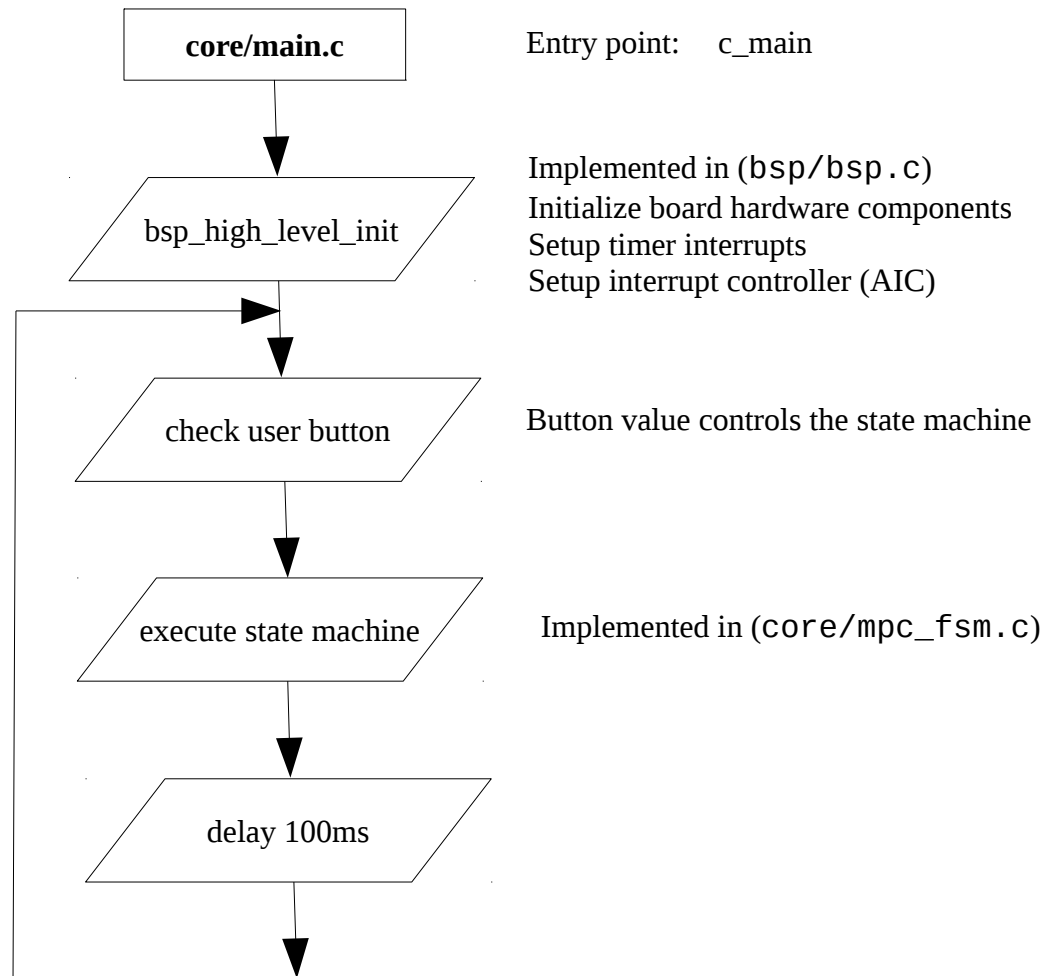 core/main.c
Entry point: c_main
bsp_high_level_init
Implemented in (bsp/bsp.c)
Initialize board hardware components
Setup timer interrupts
Setup interrupt controller (AIC)
check user button
Button value controls the state machine
execute state machine
Implemented in (core/mpc_fsm.c)
delay 100ms